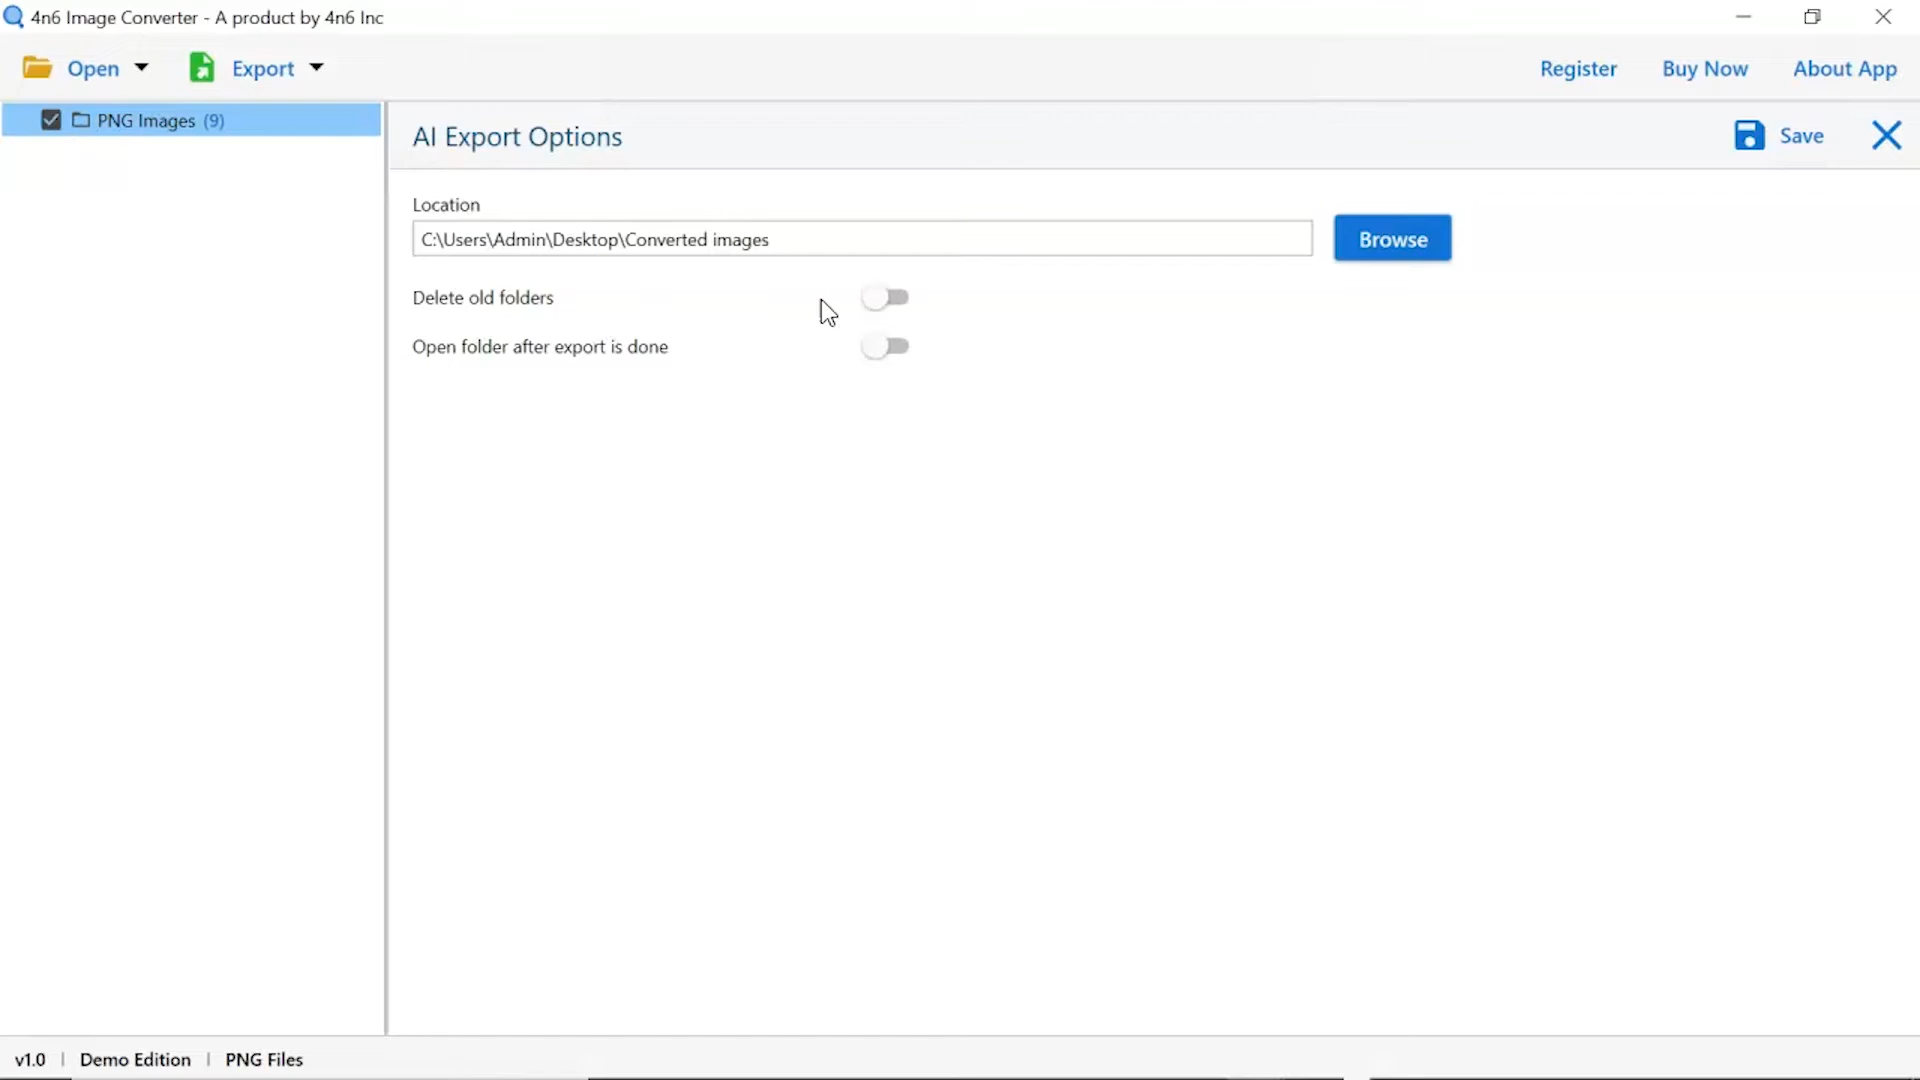 4n6 Image Converter - A product by 4n6 Inc
Open Export Register Buy Now About App
PNG Images (9)
AI Export Options Save
Location
C:\Users\Admin\Desktop\Converted images Browse
Delete old folders
Open folder after export is done
v1.0 | Demo Edition | PNG Files